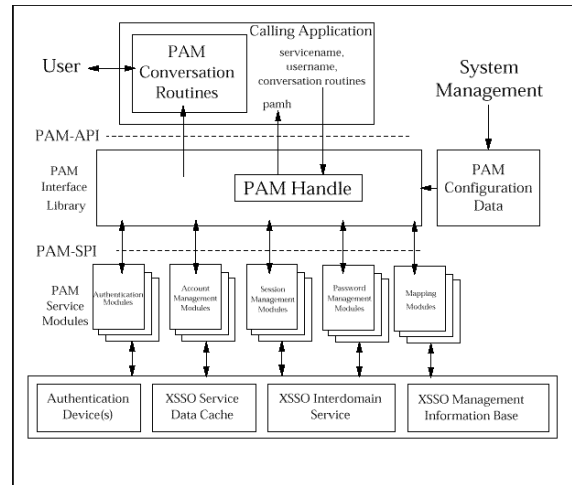 Calling Application
User
PAM
Conversation
Routines
servicename,
username,
conversation routines
pamh
System
Management
PAM-API
PAM
Interface
Library
PAM Handle
PAM
Configuration
Data
PAM-SPI
PAM
Service
Modules
Authentication
Modules
Account
Management
Modules
Session
Management
Modules
Password
Management
Modules
Mapping
Modules
Authentication
Device(s)
XSSO Service
Data Cache
XSSO Interdomain
Service
XSSO Management
Information Base